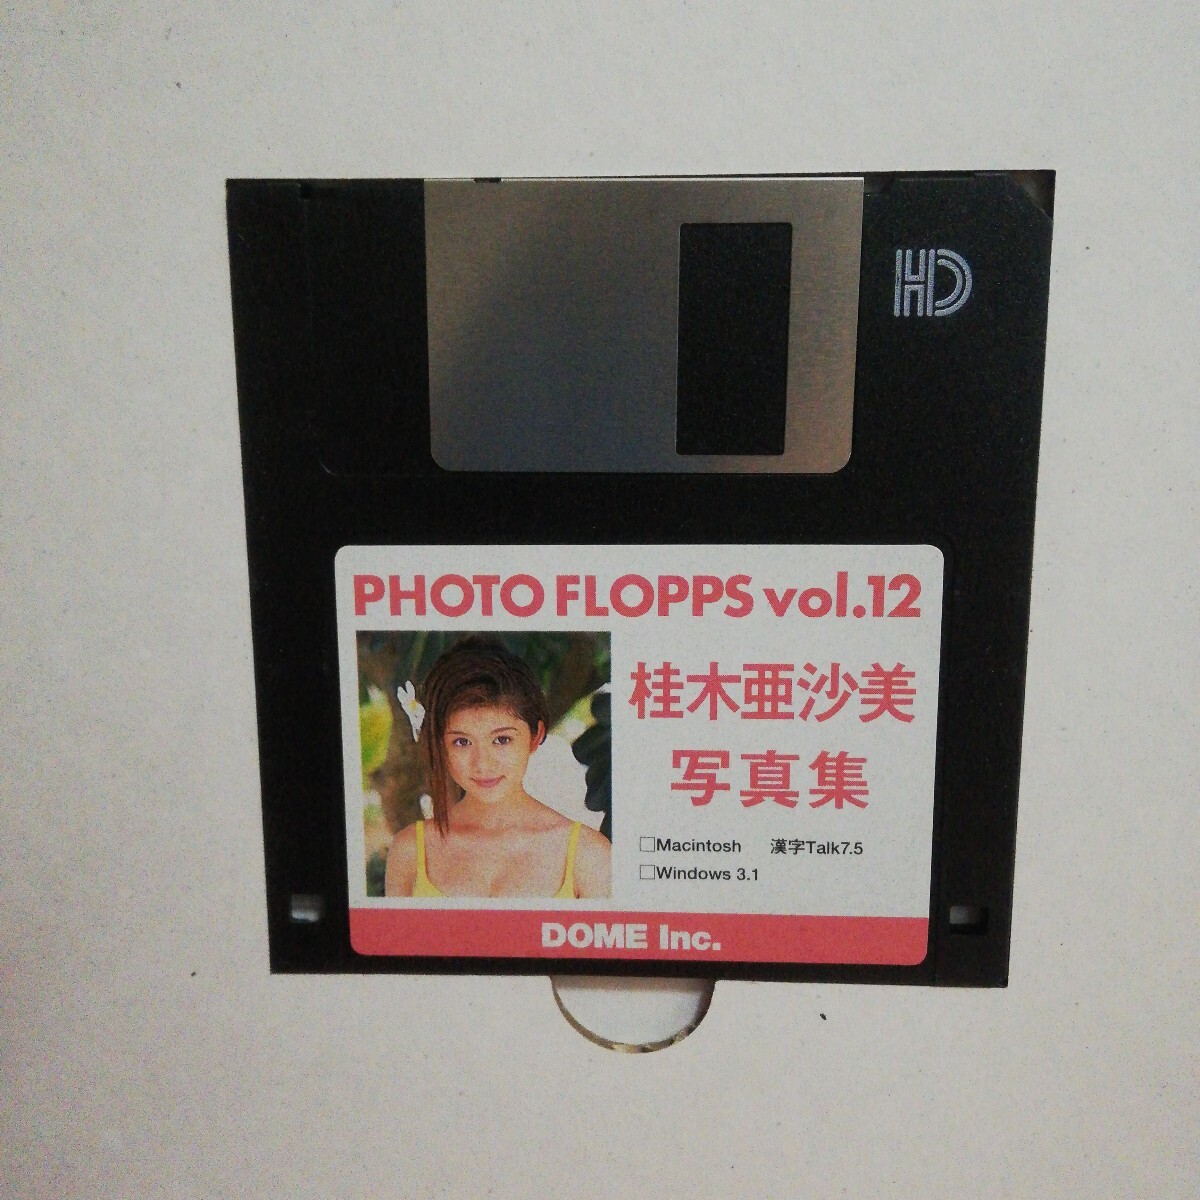 HD
PHOTO FLOPPS vol.12
桂木亜沙美
写真集
□Macintosh 漢字Talk7.5
□Windows 3.1
DOME Inc.